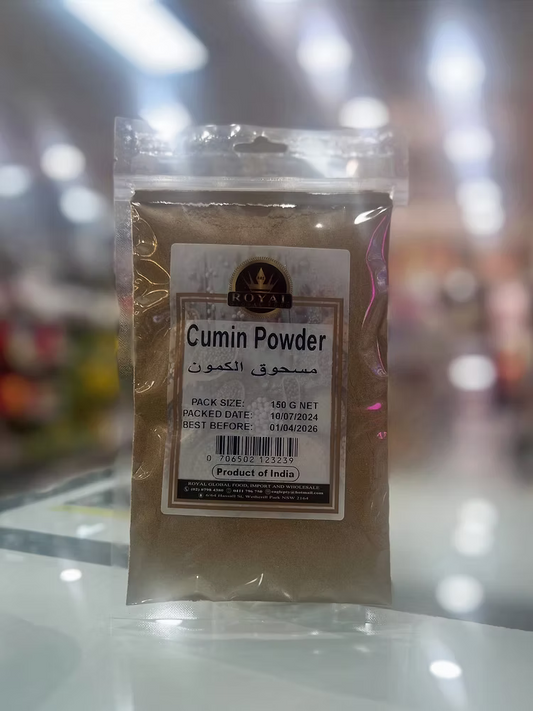 ROYAL
Cumin Powder
مسحوق الكمون
PACK SIZE: 150 G NET
PACKED DATE: 10/07/2024
BEST BEFORE: 01/04/2026
0 706502 123239
Product of India
ROYAL GLOBAL FOOD, IMPORT AND WHOLESALE